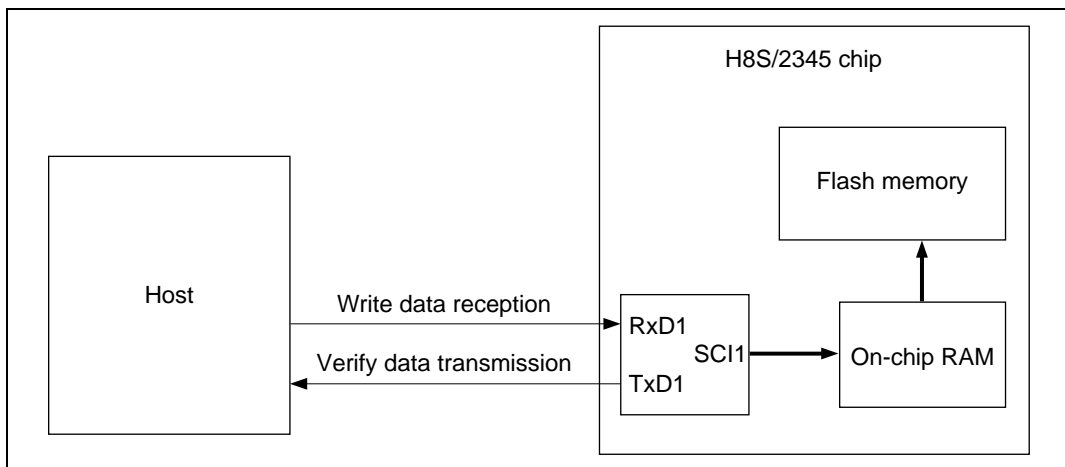 H8S/2345 chip
Flash memory
Host
Write data reception
RxD1
SCI1
On-chip RAM
Verify data transmission
TxD1